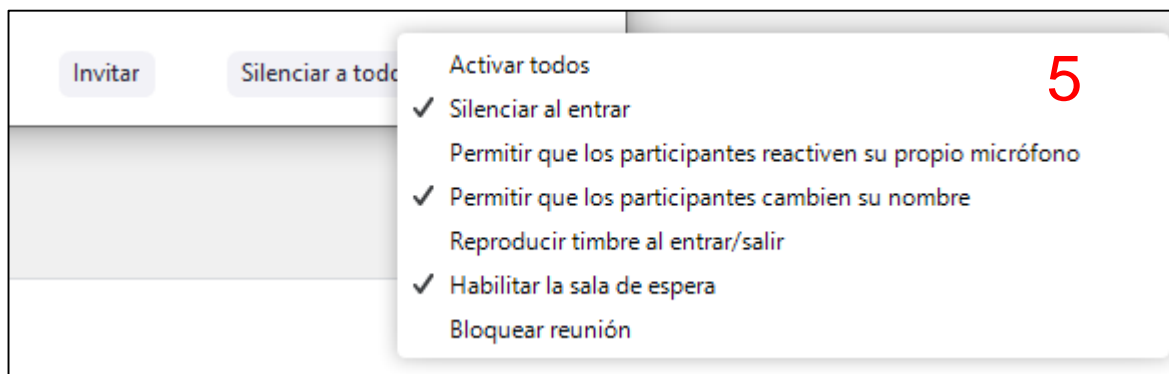 Invitar
Silenciar a todo
Activar todos
5
Silenciar al entrar
Permitir que los participantes reactiven su propio micrófono
Permitir que los participantes cambien su nombre
Reproducir timbre al entrar/salir
Habilitar la sala de espera
Bloquear reunión